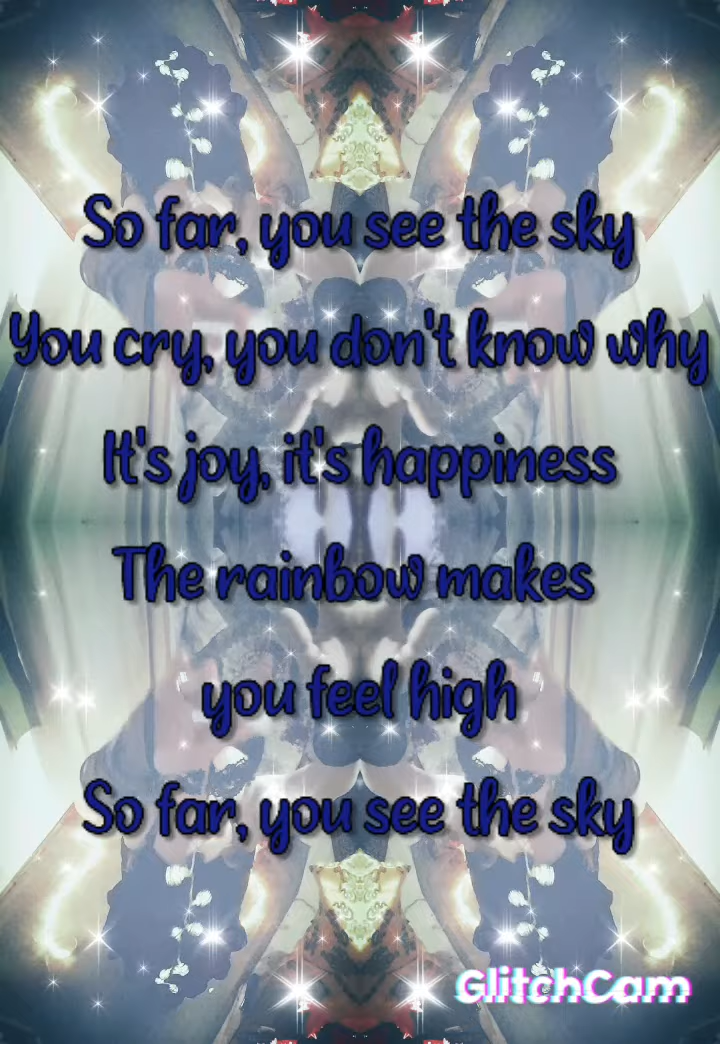 So far, you see the sky
You cry, you don't know why
It's joy, it's happiness
The rainbow makes
you feel high
So far, you see the sky
GlitchCam